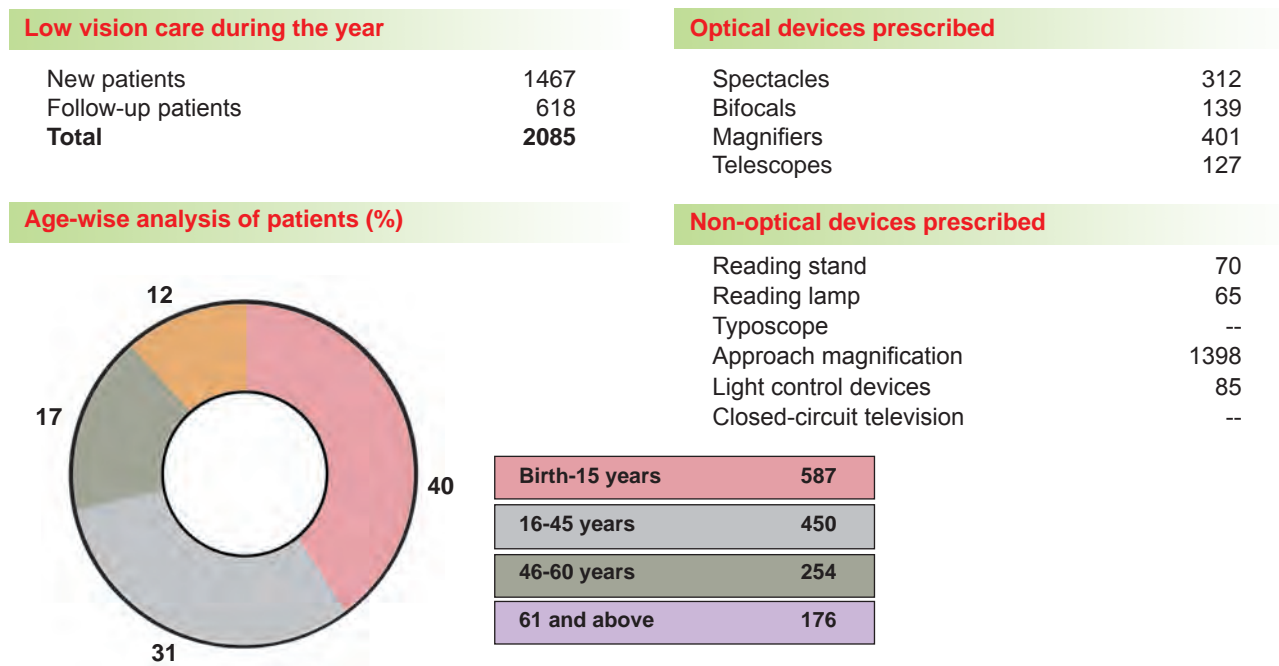 Low vision care during the year
New patients 1467
Follow-up patients 618
Total 2085
Optical devices prescribed
Spectacles 312
Bifocals 139
Magnifiers 401
Telescopes 127
Age-wise analysis of patients (%)
12
17
40
31
Non-optical devices prescribed
Reading stand 70
Reading lamp 65
Typoscope --
Approach magnification 1398
Light control devices 85
Closed-circuit television --
Birth-15 years 587
16-45 years 450
46-60 years 254
61 and above 176